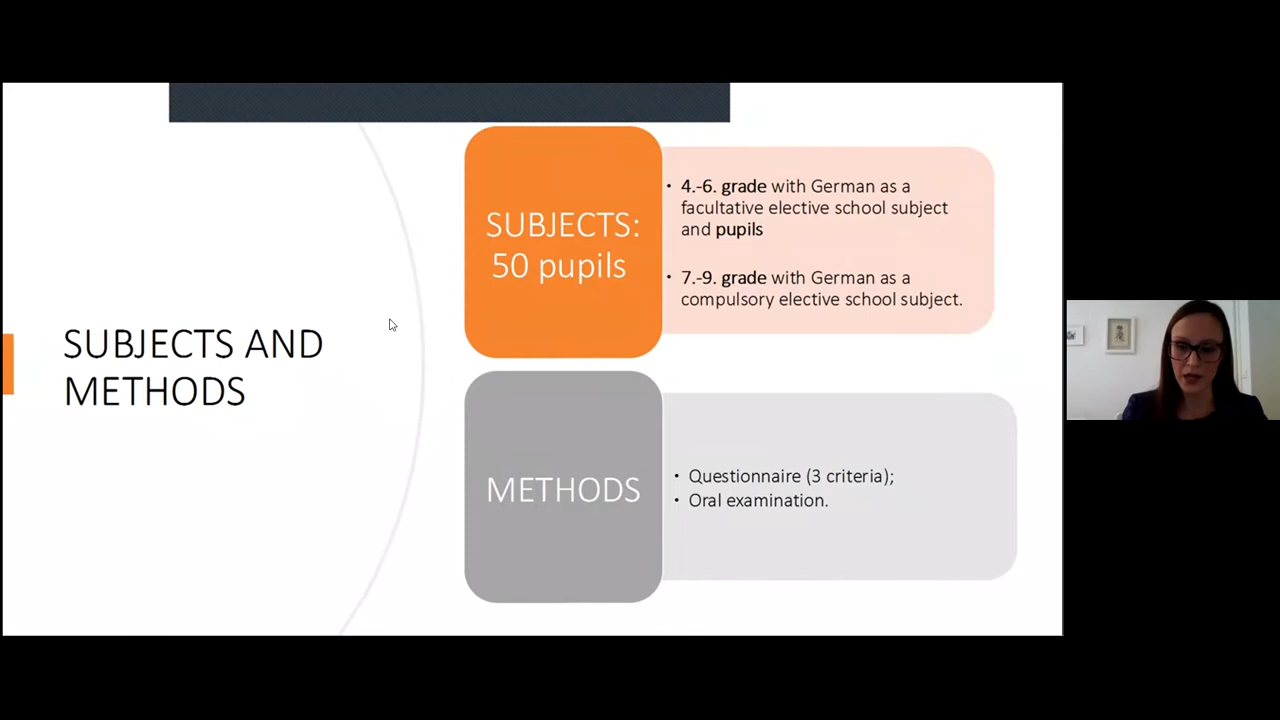 SUBJECTS AND
METHODS
SUBJECTS:
50 pupils
• 4.-6. grade with German as a
facultative elective school subject
and pupils
• 7.-9. grade with German as a
compulsory elective school subject.
METHODS
• Questionnaire (3 criteria);
• Oral examination.